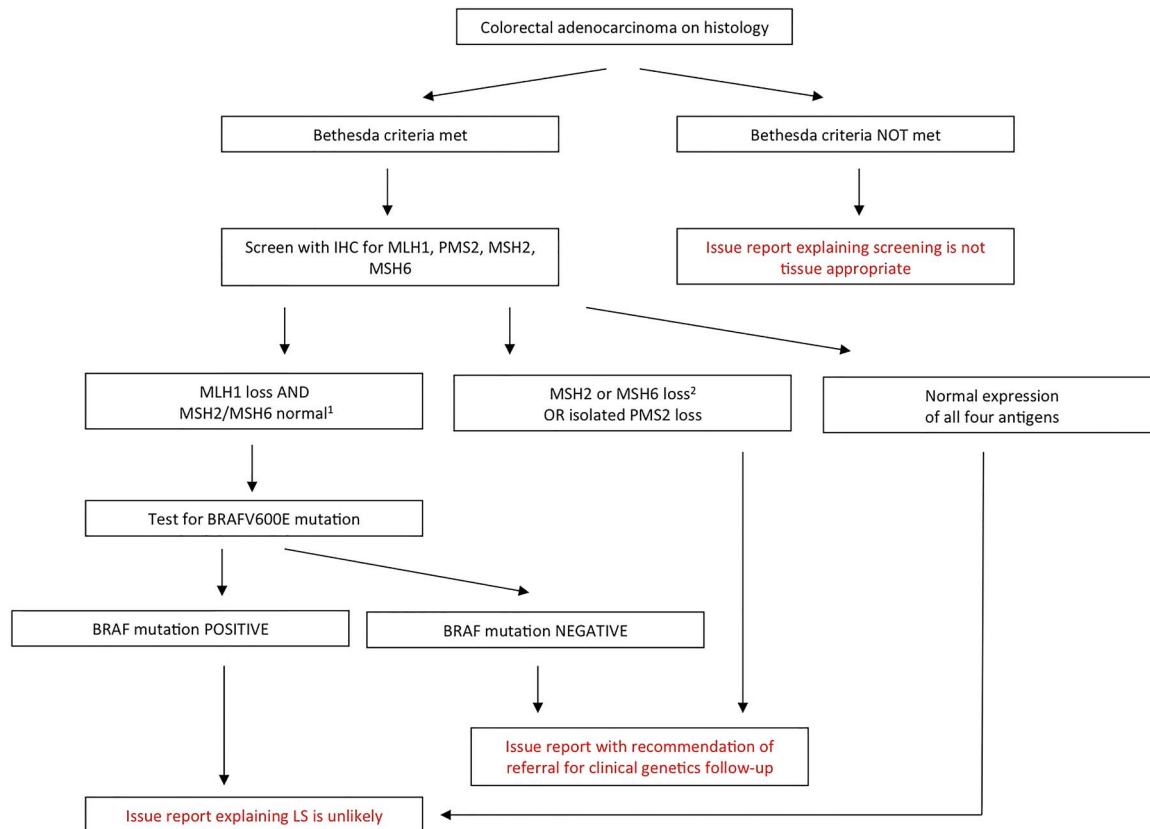 Colorectal adenocarcinoma on histology
Bethesda criteria met
Bethesda criteria NOT met
Screen with IHC for MLH1, PMS2, MSH2,
MSH6
Issue report explaining screening is not
tissue appropriate
MLH1 loss AND
MSH2/MSH6 normal¹
MSH2 or MSH6 loss²
OR isolated PMS2 loss
Normal expression
of all four antigens
Test for BRAFV600E mutation
BRAF mutation POSITIVE
BRAF mutation NEGATIVE
Issue report with recommendation of
referral for clinical genetics follow-up
Issue report explaining LS is unlikely